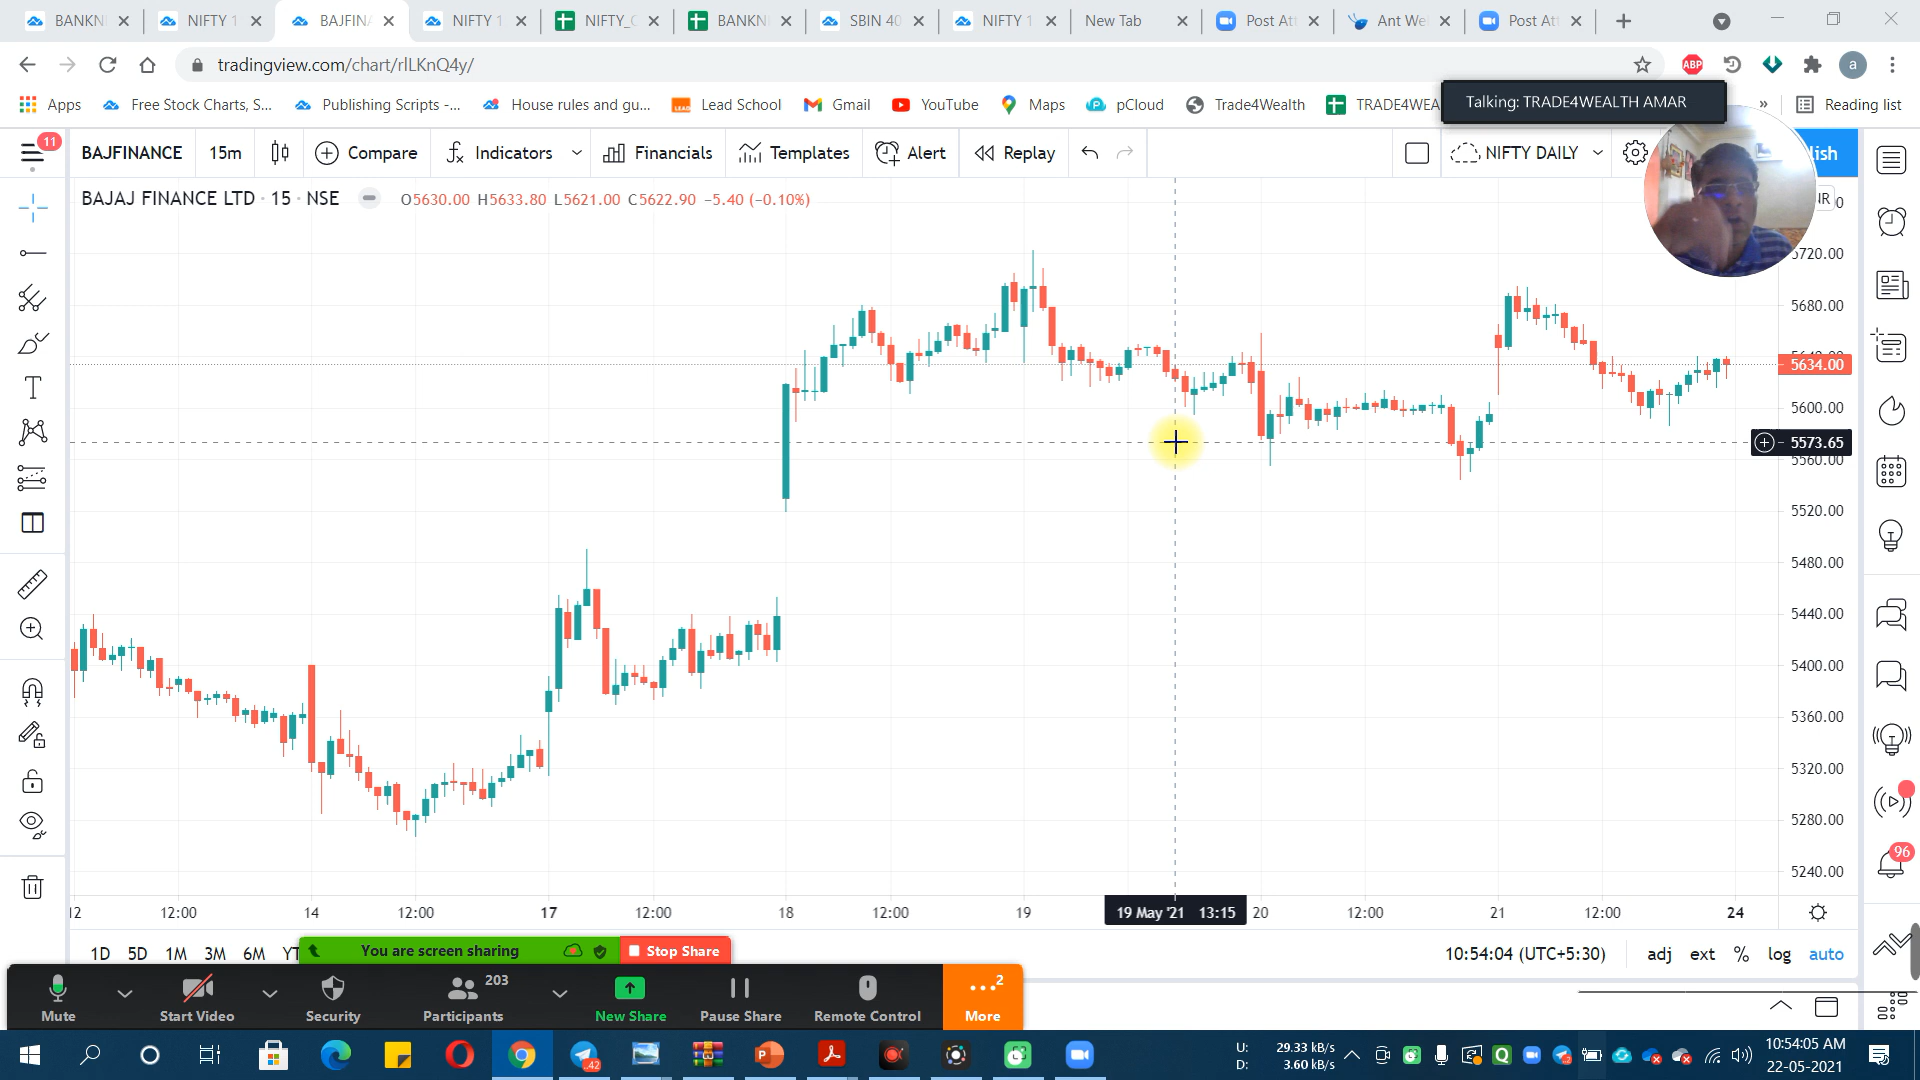 BANKN
NIFTY 1
BAJFINA
NIFTY 1
NIFTY_C
BANKN
SBIN 40
NIFTY 1
New Tab
Post Att
Ant We
Post At
tradingview.com/chart/rlLKnQ4y/
ABP
a
Apps
Free Stock Charts, S...
Publishing Scripts -...
House rules and gu...
LEAD
Lead School
Gmail
YouTube
Maps
pCloud
Trade4Wealth
TRADE4WEA
Talking: TRADE4WEALTH AMAR
»
Reading list
11
BAJFINANCE
15m
Compare
Indicators
Financials
Templates
Alert
Replay
NIFTY DAILY
lish
BAJAJ FINANCE LTD · 15 · NSE
O5630.00 H5633.80 L5621.00 C5622.90 −5.40 (−0.10%)
5720.00
5680.00
5634.00
5600.00
5573.65
5560.00
5520.00
5480.00
5440.00
5400.00
5360.00
5320.00
5280.00
5240.00
12
12:00
14
12:00
17
12:00
18
12:00
19
19 May '21 13:15
20
12:00
21
12:00
24
96
1D 5D 1M 3M 6M YT
You are screen sharing
Stop Share
10:54:04 (UTC+5:30)
adj ext % log auto
Mute
Start Video
Security
203
Participants
New Share
Pause Share
Remote Control
2
More
42
U: 29.33 kB/s
D: 3.60 kB/s
10:54:05 AM
22-05-2021